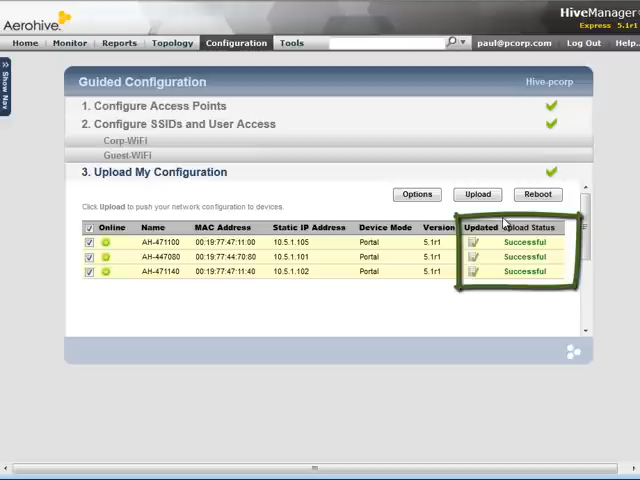 Aerohive.
HiveManager
Express 5.1r1
Home Monitor Reports Topology Configuration Tools paul@pcorp.com Log Out Help
Show Nav
Guided Configuration Hive-pcorp
1. Configure Access Points
2. Configure SSIDs and User Access
Corp-WiFi
Guest-WiFi
3. Upload My Configuration
Options Upload Reboot
Click Upload to push your network configuration to devices.
Online Name MAC Address Static IP Address Device Mode Version Updated Upload Status
AH-471100 00:19:77:47:11:00 10.5.1.105 Portal 5.1r1 Successful
AH-447080 00:19:77:44:70:80 10.5.1.101 Portal 5.1r1 Successful
AH-471140 00:19:77:47:11:40 10.5.1.102 Portal 5.1r1 Successful